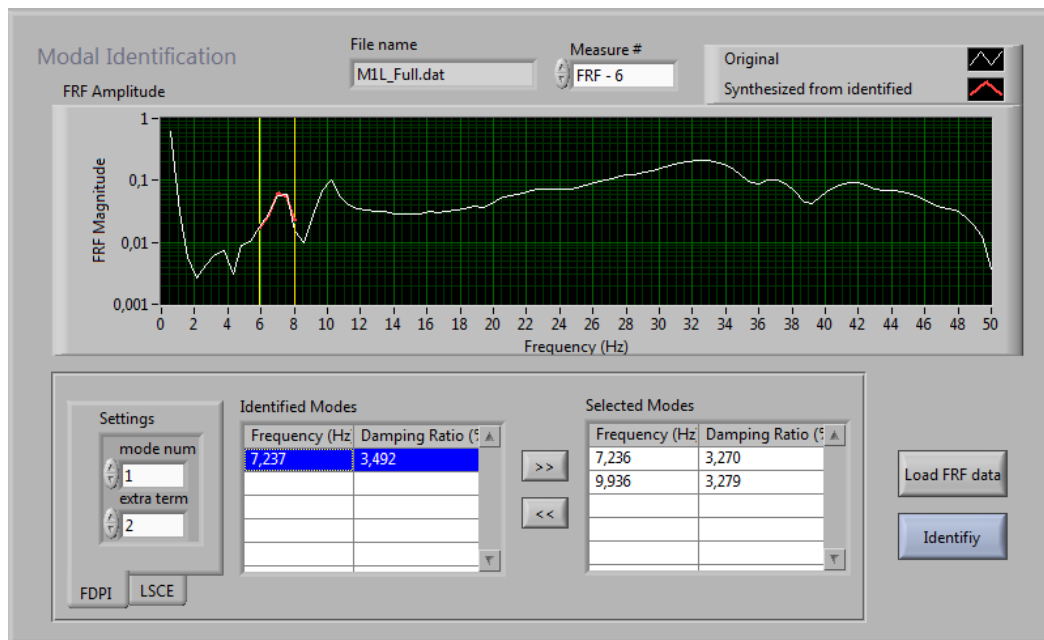 Modal Identification
File name
M1L_Full.dat
Measure #
FRF - 6
Original
Synthesized from identified
FRF Amplitude
FRF Magnitude
1
0,1
0,01
0,001
0 2 4 6 8 10 12 14 16 18 20 22 24 26 28 30 32 34 36 38 40 42 44 46 48 50
Frequency (Hz)
Settings
mode num
1
extra term
2
FDPI LSCE
Identified Modes
Frequency (Hz Damping Ratio (%
7,237 3,492
>>
<<
Selected Modes
Frequency (Hz Damping Ratio (%
7,236 3,270
9,936 3,279
Load FRF data
Identifiy